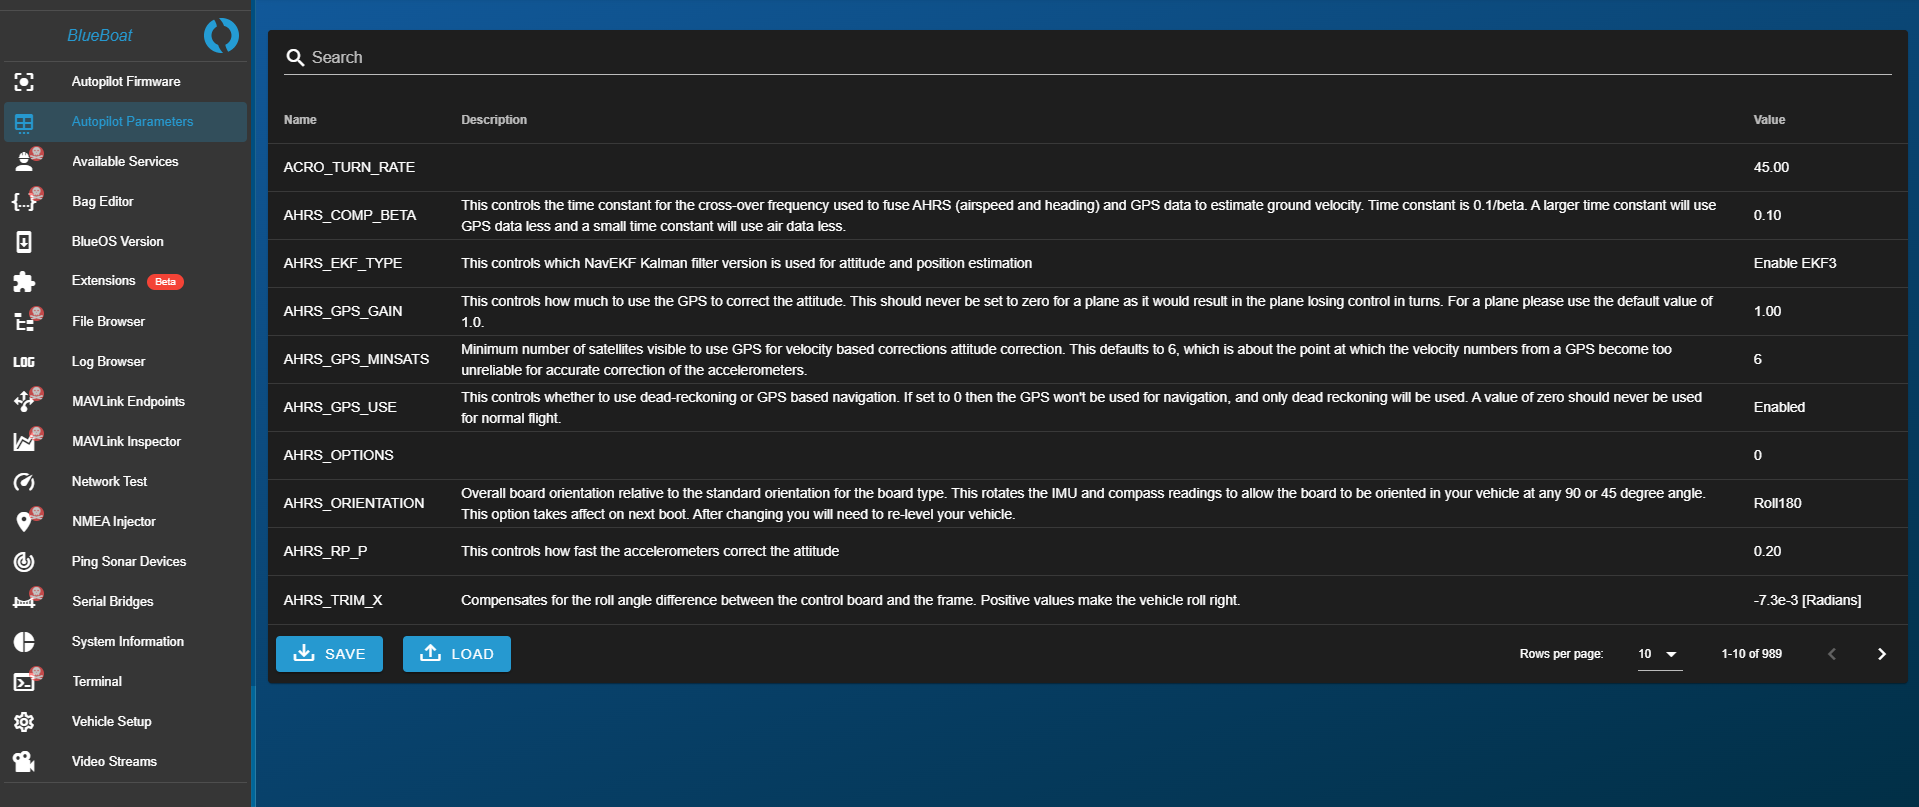 BlueBoat
Autopilot Firmware
Autopilot Parameters
Available Services
Bag Editor
BlueOS Version
Extensions Beta
File Browser
LOG Log Browser
MAVLink Endpoints
MAVLink Inspector
Network Test
NMEA Injector
Ping Sonar Devices
Serial Bridges
System Information
Terminal
Vehicle Setup
Video Streams
Search
Name Description Value
ACRO_TURN_RATE 45.00
AHRS_COMP_BETA This controls the time constant for the cross-over frequency used to fuse AHRS (airspeed and heading) and GPS data to estimate ground velocity. Time constant is 0.1/beta. A larger time constant will use
GPS data less and a small time constant will use air data less. 0.10
AHRS_EKF_TYPE This controls which NavEKF Kalman filter version is used for attitude and position estimation Enable EKF3
AHRS_GPS_GAIN This controls how much to use the GPS to correct the attitude. This should never be set to zero for a plane as it would result in the plane losing control in turns. For a plane please use the default value of
1.0. 1.00
AHRS_GPS_MINSATS Minimum number of satellites visible to use GPS for velocity based corrections attitude correction. This defaults to 6, which is about the point at which the velocity numbers from a GPS become too
unreliable for accurate correction of the accelerometers. 6
AHRS_GPS_USE This controls whether to use dead-reckoning or GPS based navigation. If set to 0 then the GPS won't be used for navigation, and only dead reckoning will be used. A value of zero should never be used
for normal flight. Enabled
AHRS_OPTIONS 0
AHRS_ORIENTATION Overall board orientation relative to the standard orientation for the board type. This rotates the IMU and compass readings to allow the board to be oriented in your vehicle at any 90 or 45 degree angle.
This option takes affect on next boot. After changing you will need to re-level your vehicle. Roll180
AHRS_RP_P This controls how fast the accelerometers correct the attitude 0.20
AHRS_TRIM_X Compensates for the roll angle difference between the control board and the frame. Positive values make the vehicle roll right. -7.3e-3 [Radians]
SAVE LOAD Rows per page: 10 1-10 of 989